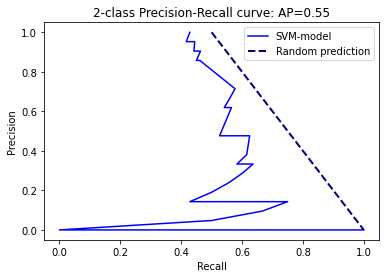 2-class Precision-Recall curve: AP=0.55
SVM-model
Random prediction
1.0
0.8
0.6
0.4
0.2
0.0
Precision
0.0 0.2 0.4 0.6 0.8 1.0
Recall